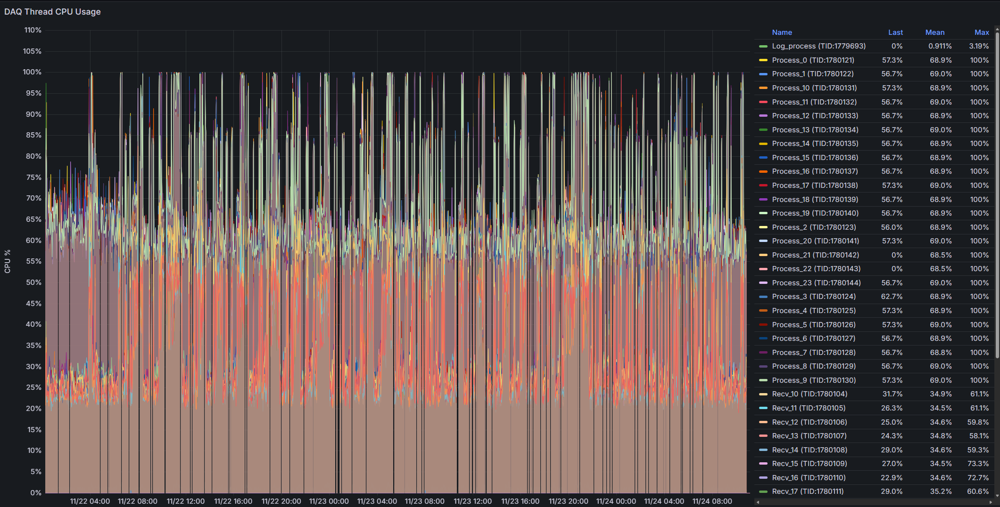 DAQ Thread CPU Usage
110%
105%
100%
95%
90%
85%
80%
75%
70%
65%
60%
55%
50%
45%
40%
35%
30%
25%
20%
15%
10%
5%
0%
CPU %
11/22 04:00 11/22 08:00 11/22 12:00 11/22 16:00 11/22 20:00 11/23 00:00 11/23 04:00 11/23 08:00 11/23 12:00 11/23 16:00 11/23 20:00 11/24 00:00 11/24 04:00 11/24 08:00
Name Last Mean Max
Log_process (TID:1779693) 0% 0.911% 3.19%
Process_0 (TID:1780121) 57.3% 68.9% 100%
Process_1 (TID:1780122) 56.7% 69.0% 100%
Process_10 (TID:1780131) 57.3% 68.9% 100%
Process_11 (TID:1780132) 56.7% 69.0% 100%
Process_12 (TID:1780133) 56.7% 68.9% 100%
Process_13 (TID:1780134) 56.7% 69.0% 100%
Process_14 (TID:1780135) 56.7% 68.9% 100%
Process_15 (TID:1780136) 56.7% 68.9% 100%
Process_16 (TID:1780137) 56.7% 68.9% 100%
Process_17 (TID:1780138) 57.3% 69.0% 100%
Process_18 (TID:1780139) 56.7% 68.9% 100%
Process_19 (TID:1780140) 56.7% 68.9% 100%
Process_2 (TID:1780123) 56.0% 68.9% 100%
Process_20 (TID:1780141) 57.3% 69.0% 100%
Process_21 (TID:1780142) 0% 68.5% 100%
Process_22 (TID:1780143) 0% 68.5% 100%
Process_23 (TID:1780144) 56.7% 69.0% 100%
Process_3 (TID:1780124) 62.7% 68.9% 100%
Process_4 (TID:1780125) 57.3% 68.9% 100%
Process_5 (TID:1780126) 57.3% 69.0% 100%
Process_6 (TID:1780127) 56.7% 68.9% 100%
Process_7 (TID:1780128) 56.7% 68.8% 100%
Process_8 (TID:1780129) 56.7% 69.0% 100%
Process_9 (TID:1780130) 57.3% 69.0% 100%
Recv_10 (TID:1780104) 31.7% 34.9% 61.1%
Recv_11 (TID:1780105) 26.3% 34.5% 61.1%
Recv_12 (TID:1780106) 25.0% 34.6% 59.8%
Recv_13 (TID:1780107) 24.3% 34.8% 58.1%
Recv_14 (TID:1780108) 29.0% 34.6% 59.3%
Recv_15 (TID:1780109) 27.0% 34.5% 73.3%
Recv_16 (TID:1780110) 22.9% 34.6% 72.7%
Recv_17 (TID:1780111) 29.0% 35.2% 60.6%